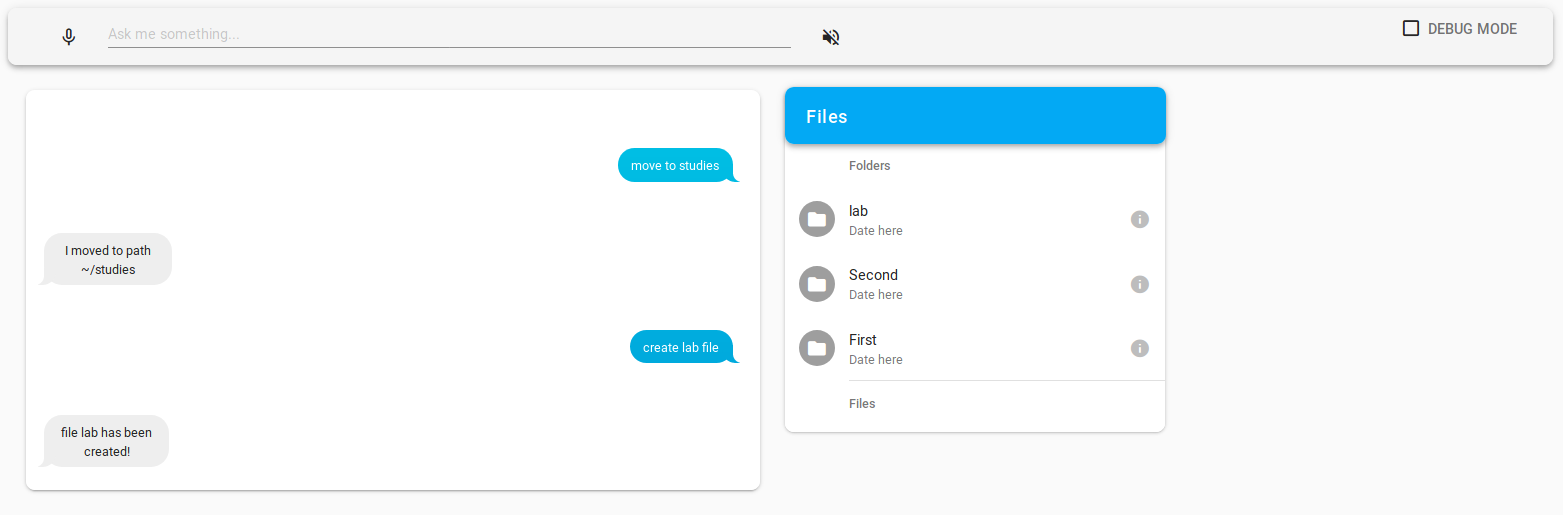 Ask me something...
DEBUG MODE
move to studies
I moved to path
~/studies
create lab file
file lab has been
created!
Files
Folders
lab
Date here
Second
Date here
First
Date here
Files